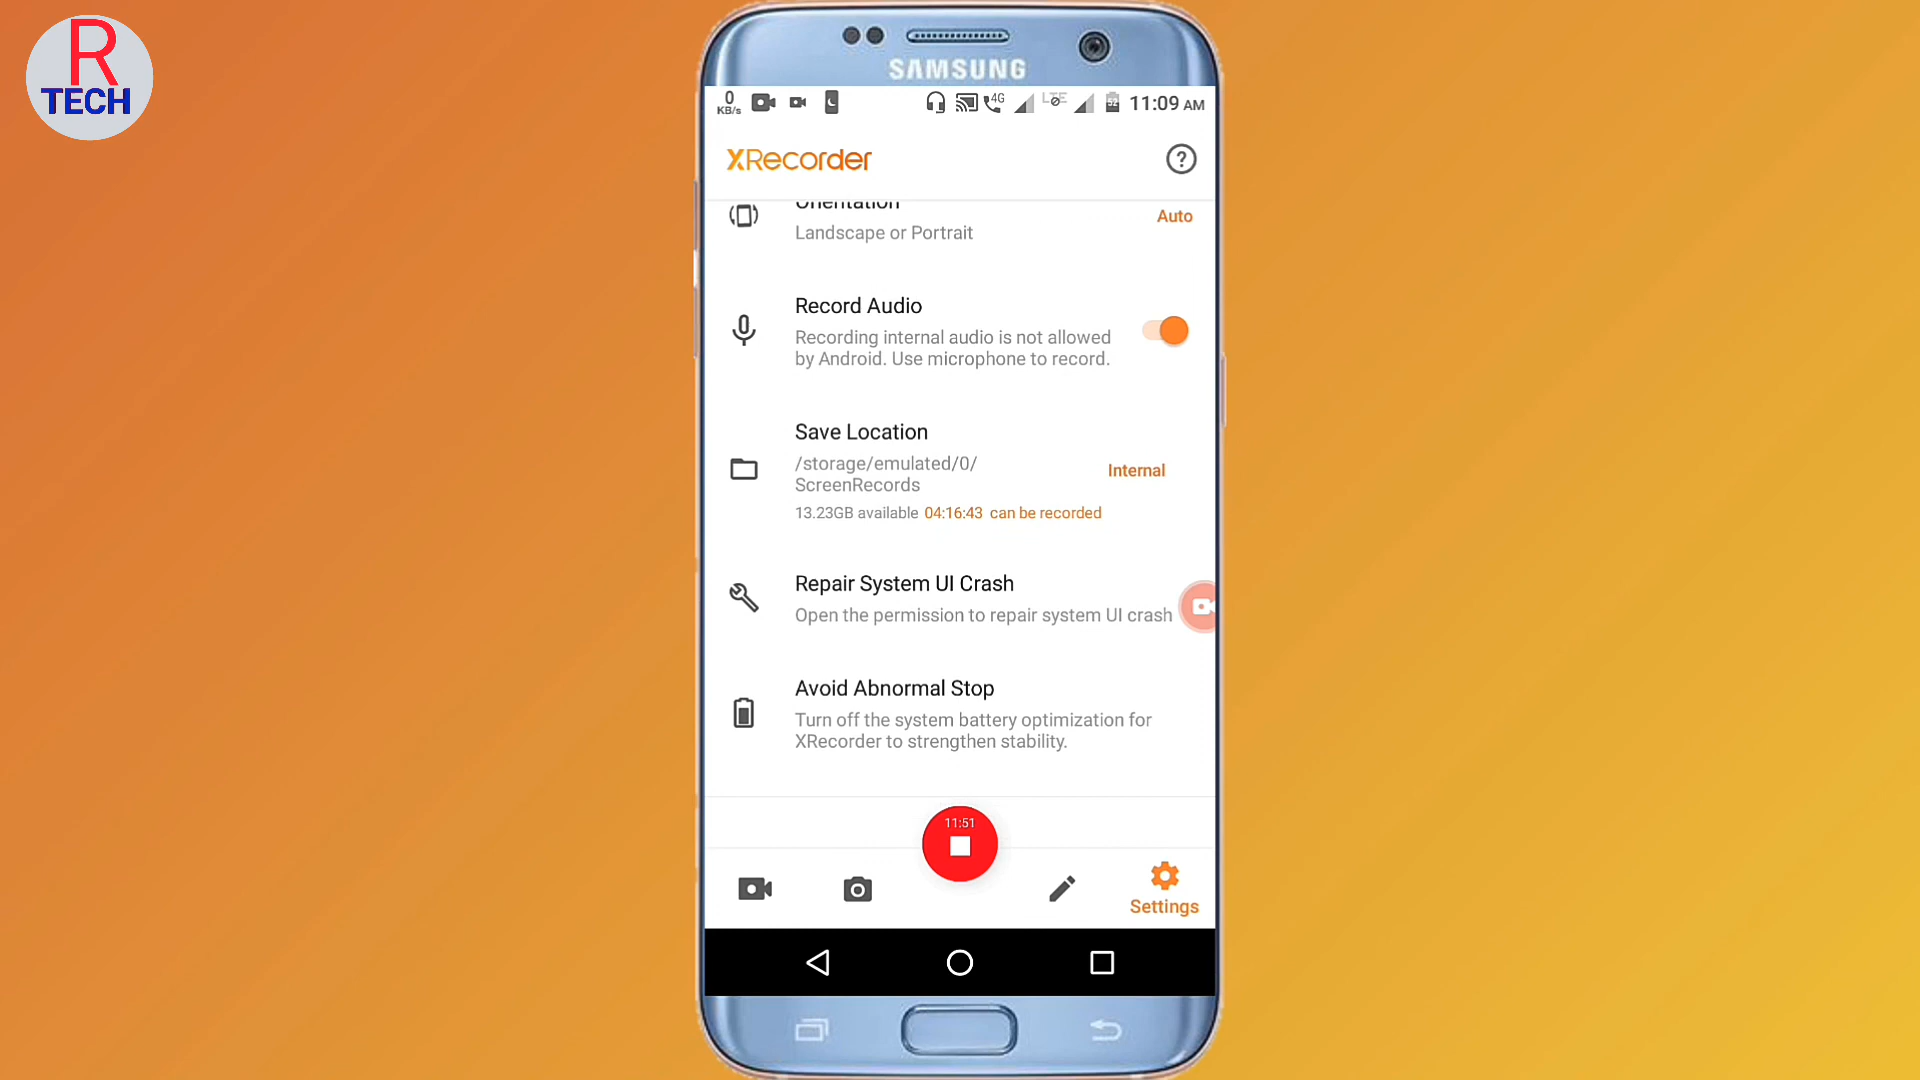 R
TECH
SAMSUNG
0
KB/s
4G
LTE
11:09 AM
XRecorder
Orientation
Landscape or Portrait
Auto
Record Audio
Recording internal audio is not allowed
by Android. Use microphone to record.
Save Location
/storage/emulated/0/
ScreenRecords
Internal
13.23GB available 04:16:43 can be recorded
Repair System UI Crash
Open the permission to repair system UI crash
Avoid Abnormal Stop
Turn off the system battery optimization for
XRecorder to strengthen stability.
11:51
Settings